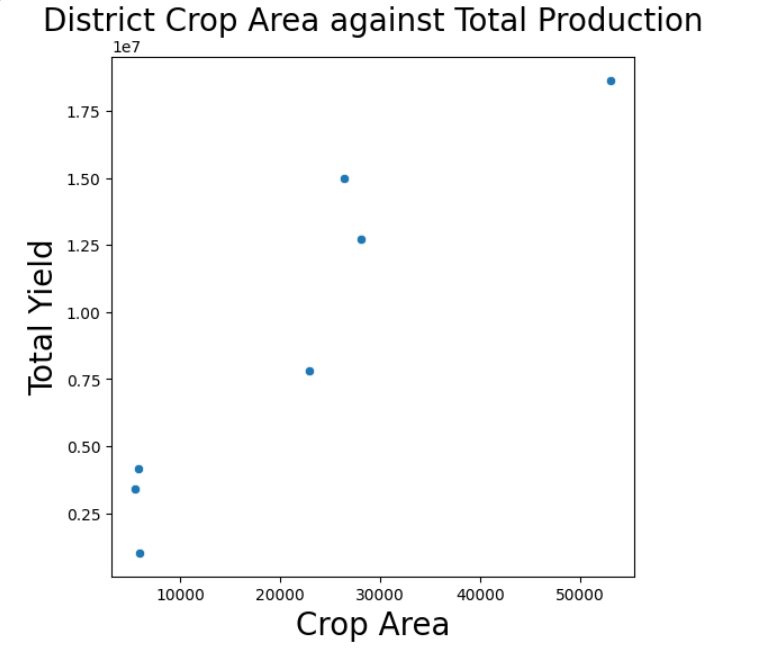 District Crop Area against Total Production
1e7
1.75
1.50
1.25
1.00
0.75
0.50
0.25
Total Yield
10000 20000 30000 40000 50000
Crop Area